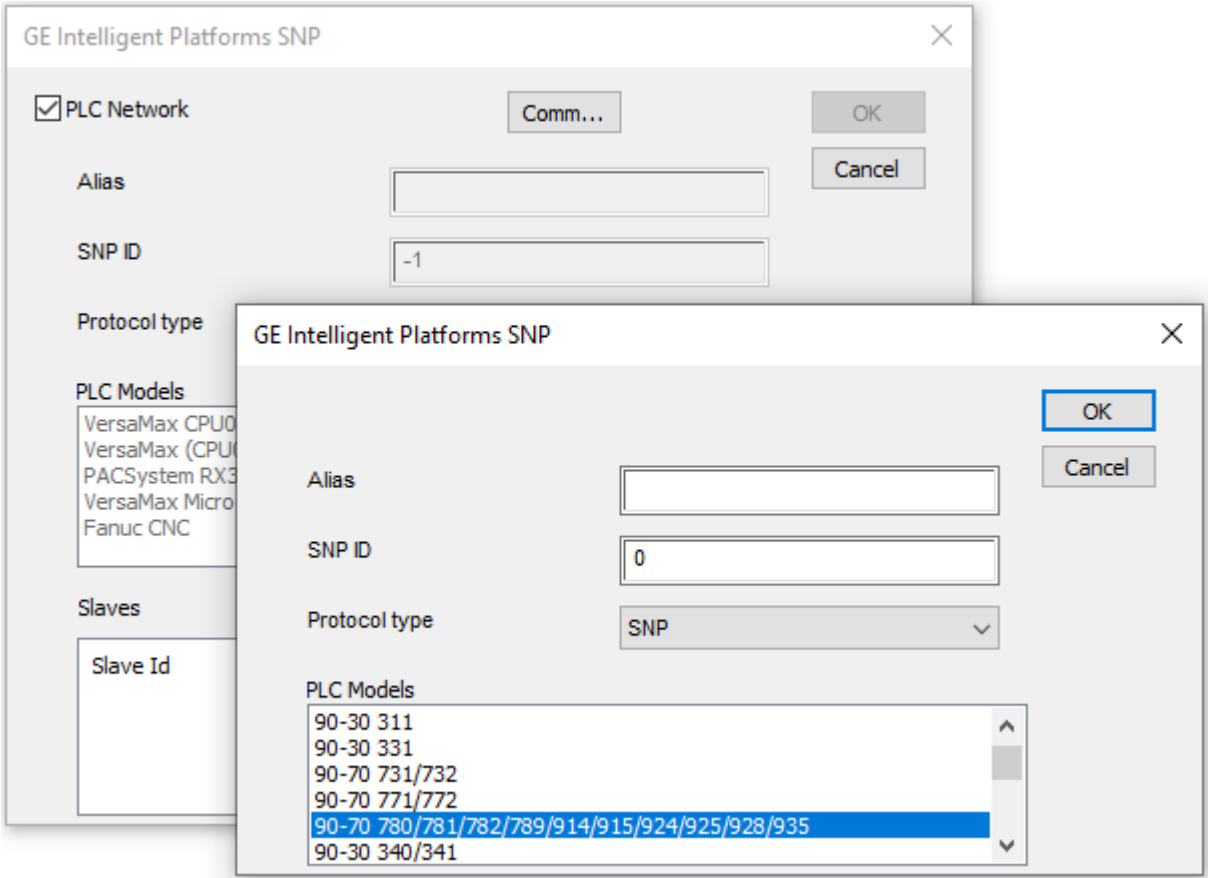 GE Intelligent Platforms SNP
PLC Network
Comm...
OK
Cancel
Alias
SNP ID
-1
Protocol type
PLC Models
VersaMax CPU0
VersaMax (CPU0
PACSystem RX3
VersaMax Micro
Fanuc CNC
Slaves
Slave Id
GE Intelligent Platforms SNP
OK
Cancel
Alias
SNP ID
0
Protocol type
SNP
PLC Models
90-30 311
90-30 331
90-70 731/732
90-70 771/772
90-70 780/781/782/789/914/915/924/925/928/935
90-30 340/341